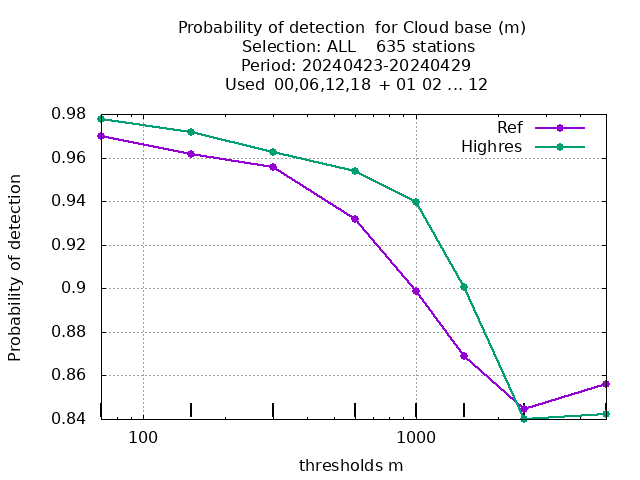 Probability of detection  for Cloud base (m)
Selection: ALL    635 stations
Period: 20240423-20240429
Used  00,06,12,18  + 01 02 ... 12
0.98
0.96
0.94
0.92
0.9
0.88
0.86
0.84
Probability of detection
Ref
Highres
100
1000
thresholds m